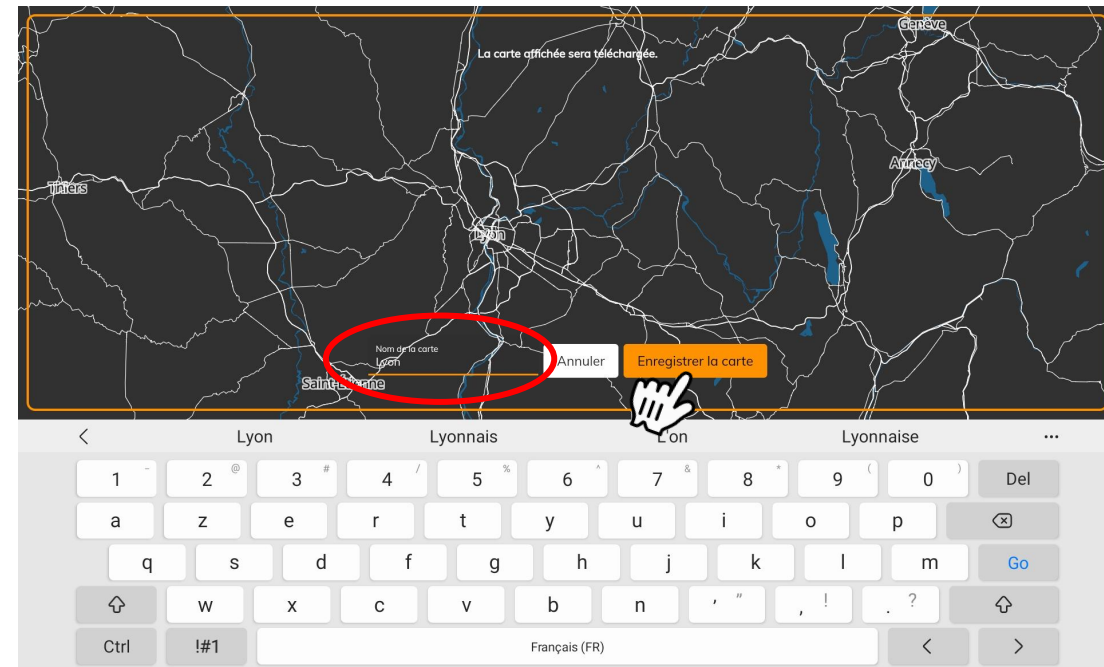 Genève
La carte affichée sera téléchargée.
Annecy
Thiers
Lyon
Nom de la carte
Lyon
Annuler
Enregistrer la carte
Saint-Étienne
Lyon Lyonnais L'on Lyonnaise ...
1 - 2 @ 3 # 4 / 5 % 6 ^ 7 & 8 * 9 ( 0 ) Del
a z e r t y u i o p
q s d f g h j k l m Go
w x c v b n ' " , ! . ?
Ctrl !#1 Français (FR) < >